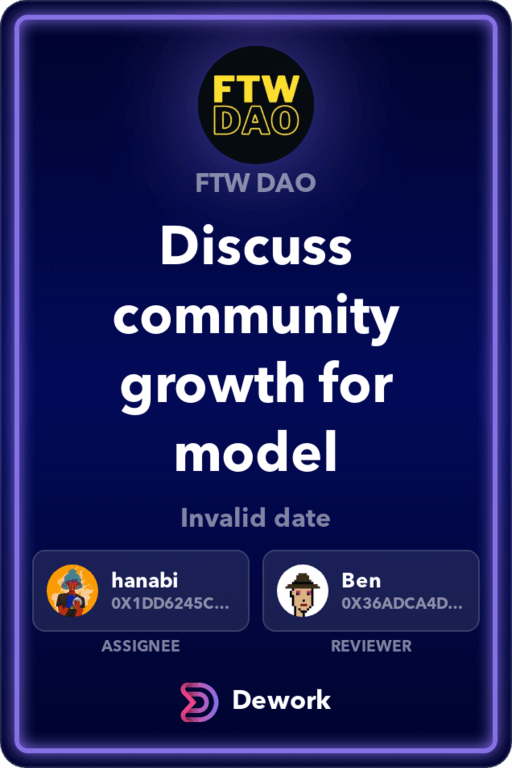 FTW
DAO
FTW DAO
Discuss
community
growth for
model
Invalid date
hanabi
0X1DD6245C...
Ben
0X36ADCA4D...
ASSIGNEE
REVIEWER
Dework